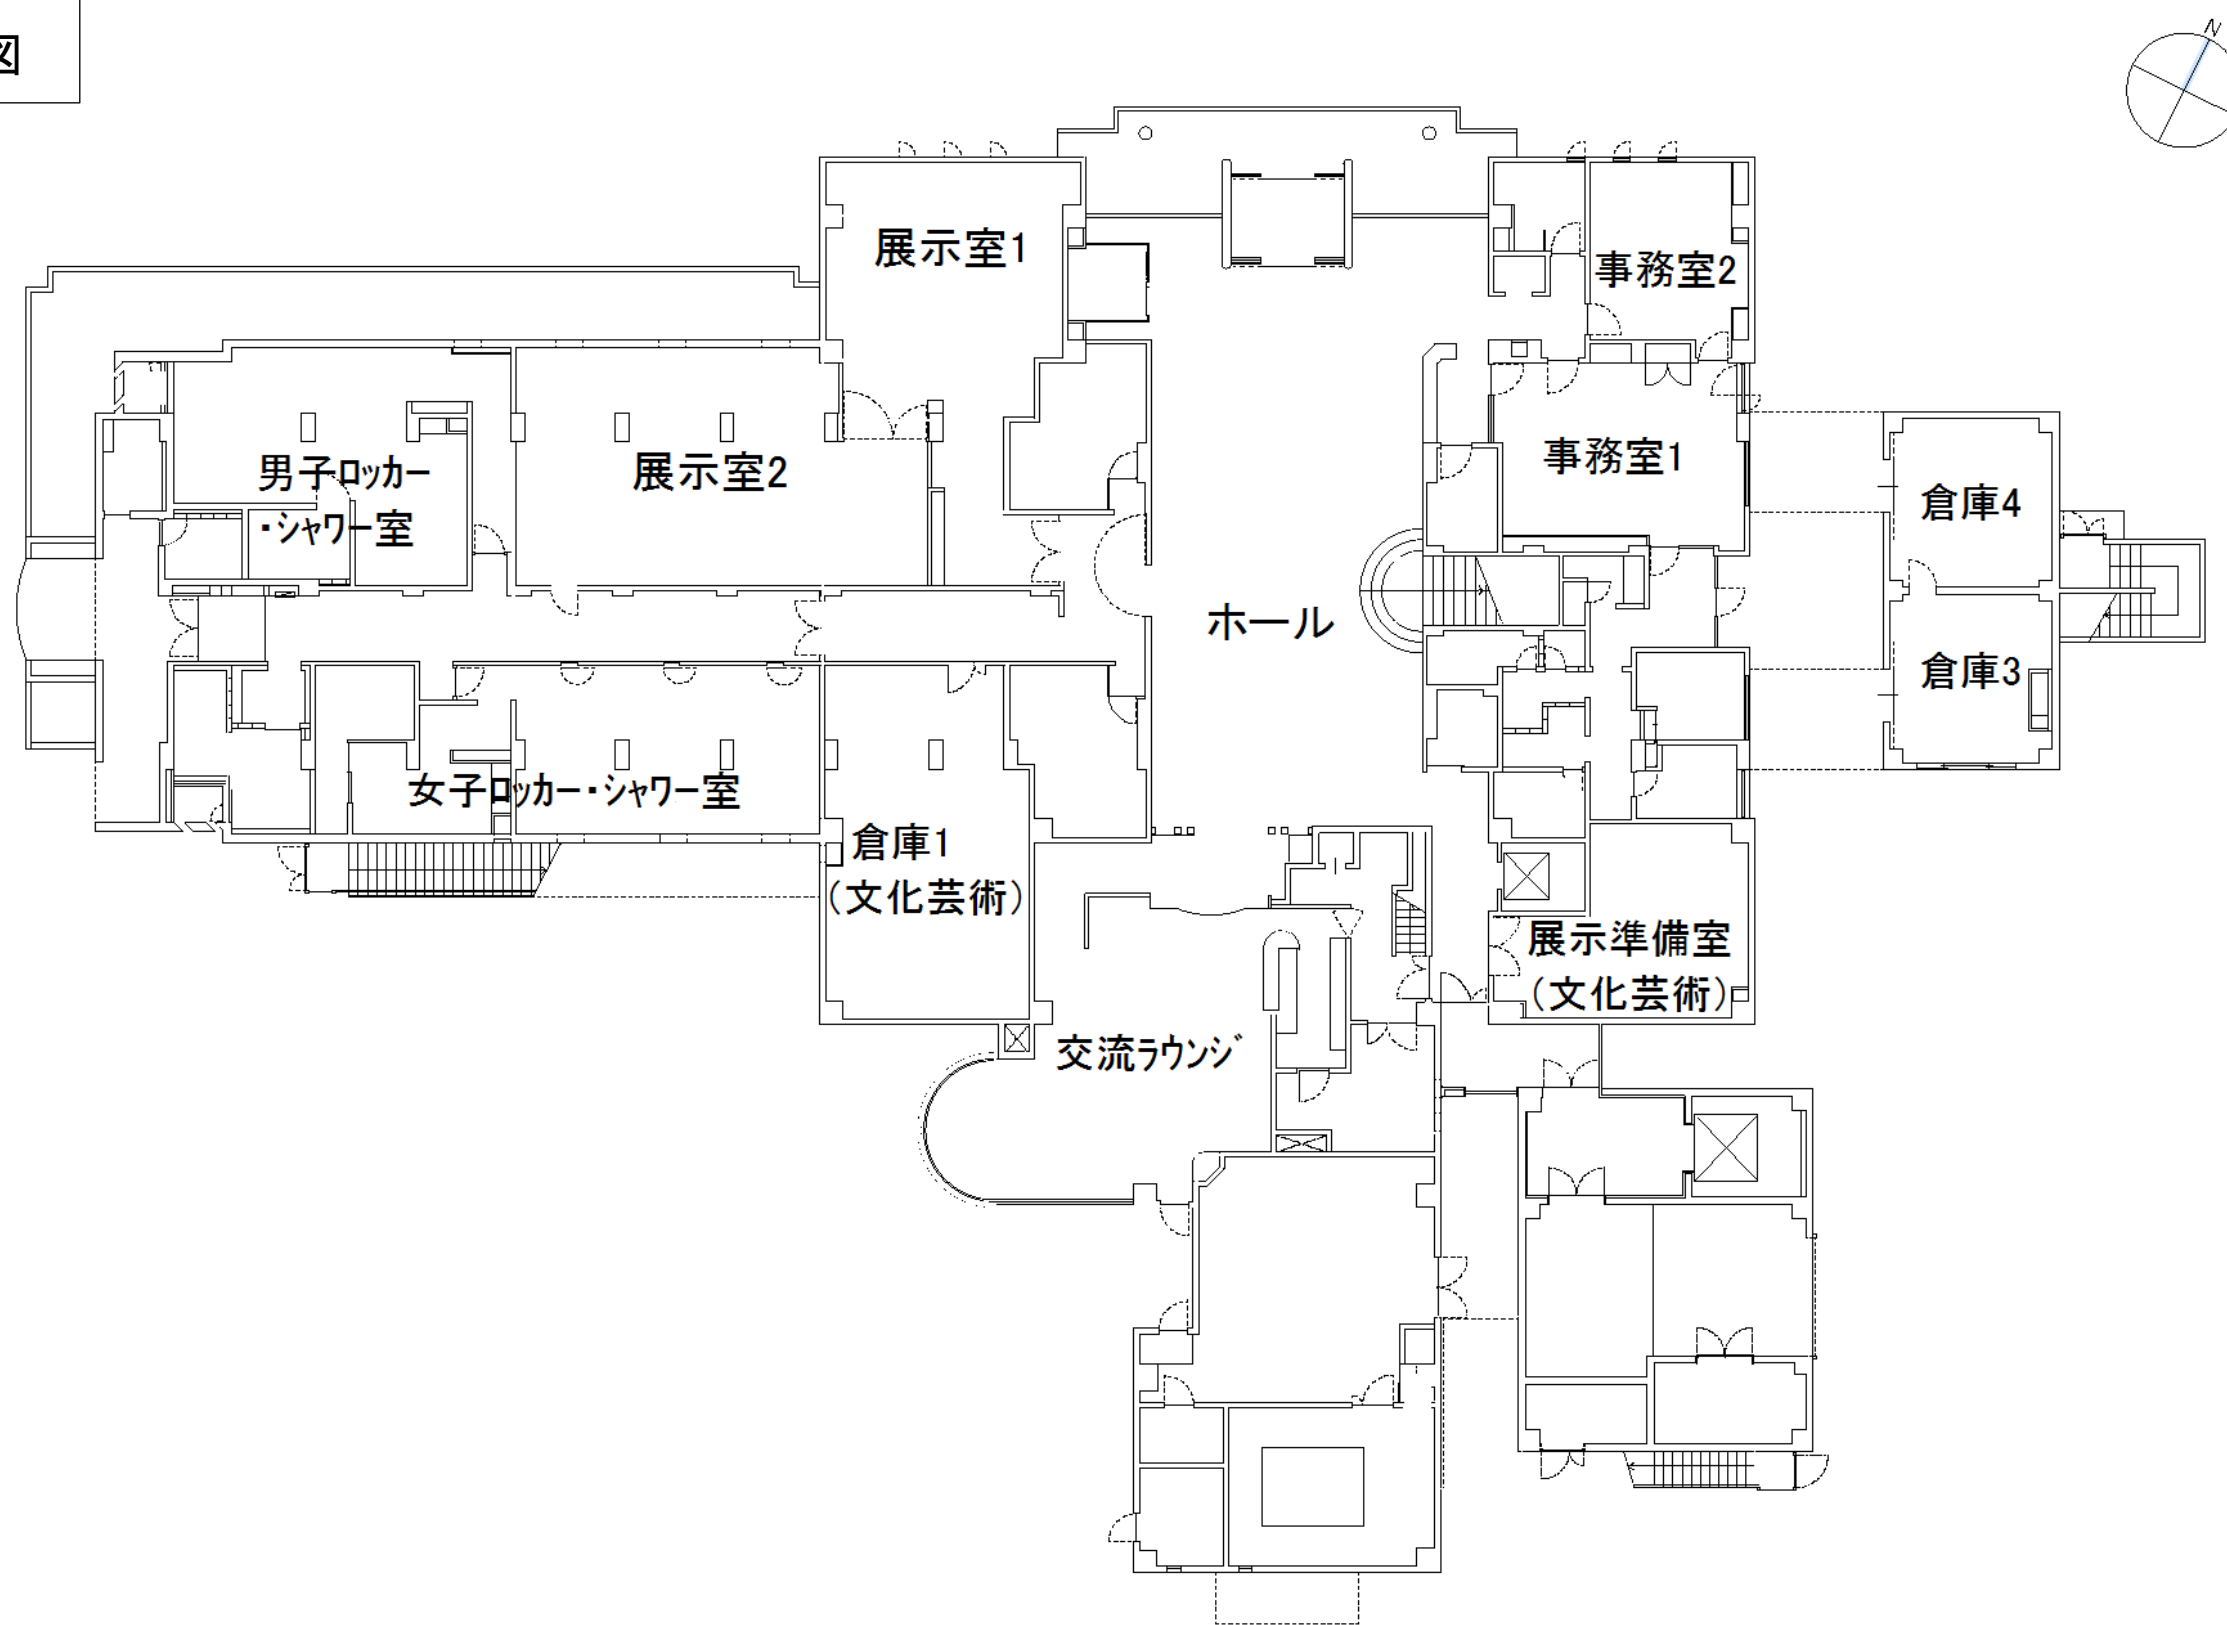 図
N
展示室1
事務室2
男子ロッカー
・シャワー室
展示室2
事務室1
倉庫4
ホール
倉庫3
女子ロッカー・シャワー室
倉庫1
(文化芸術)
展示準備室
(文化芸術)
交流ラウンジ